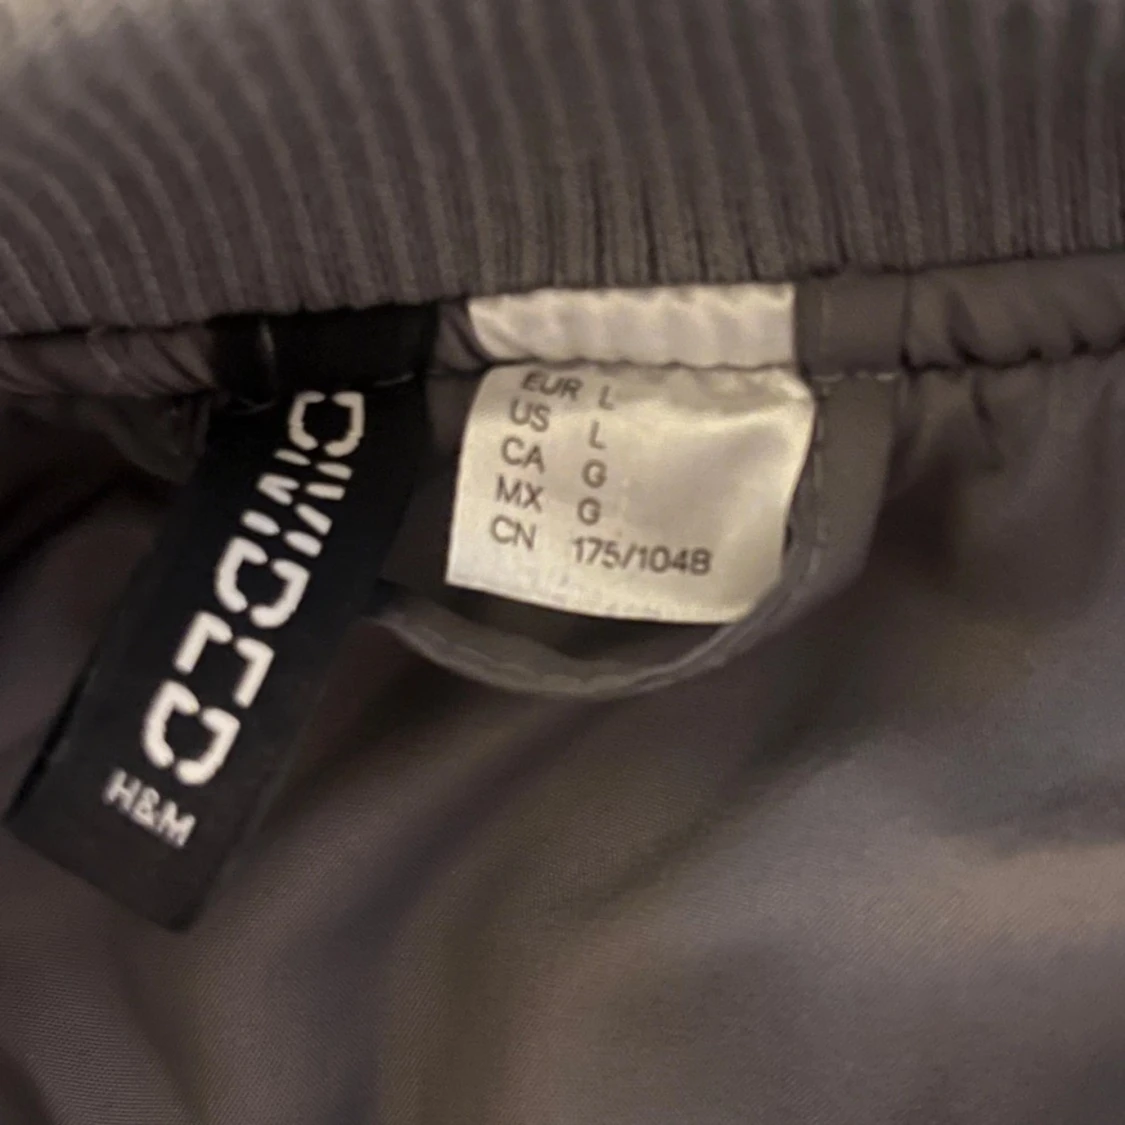 DIVIDED
H&M
EUR L
US L
CA G
MX G
CN 175/104B